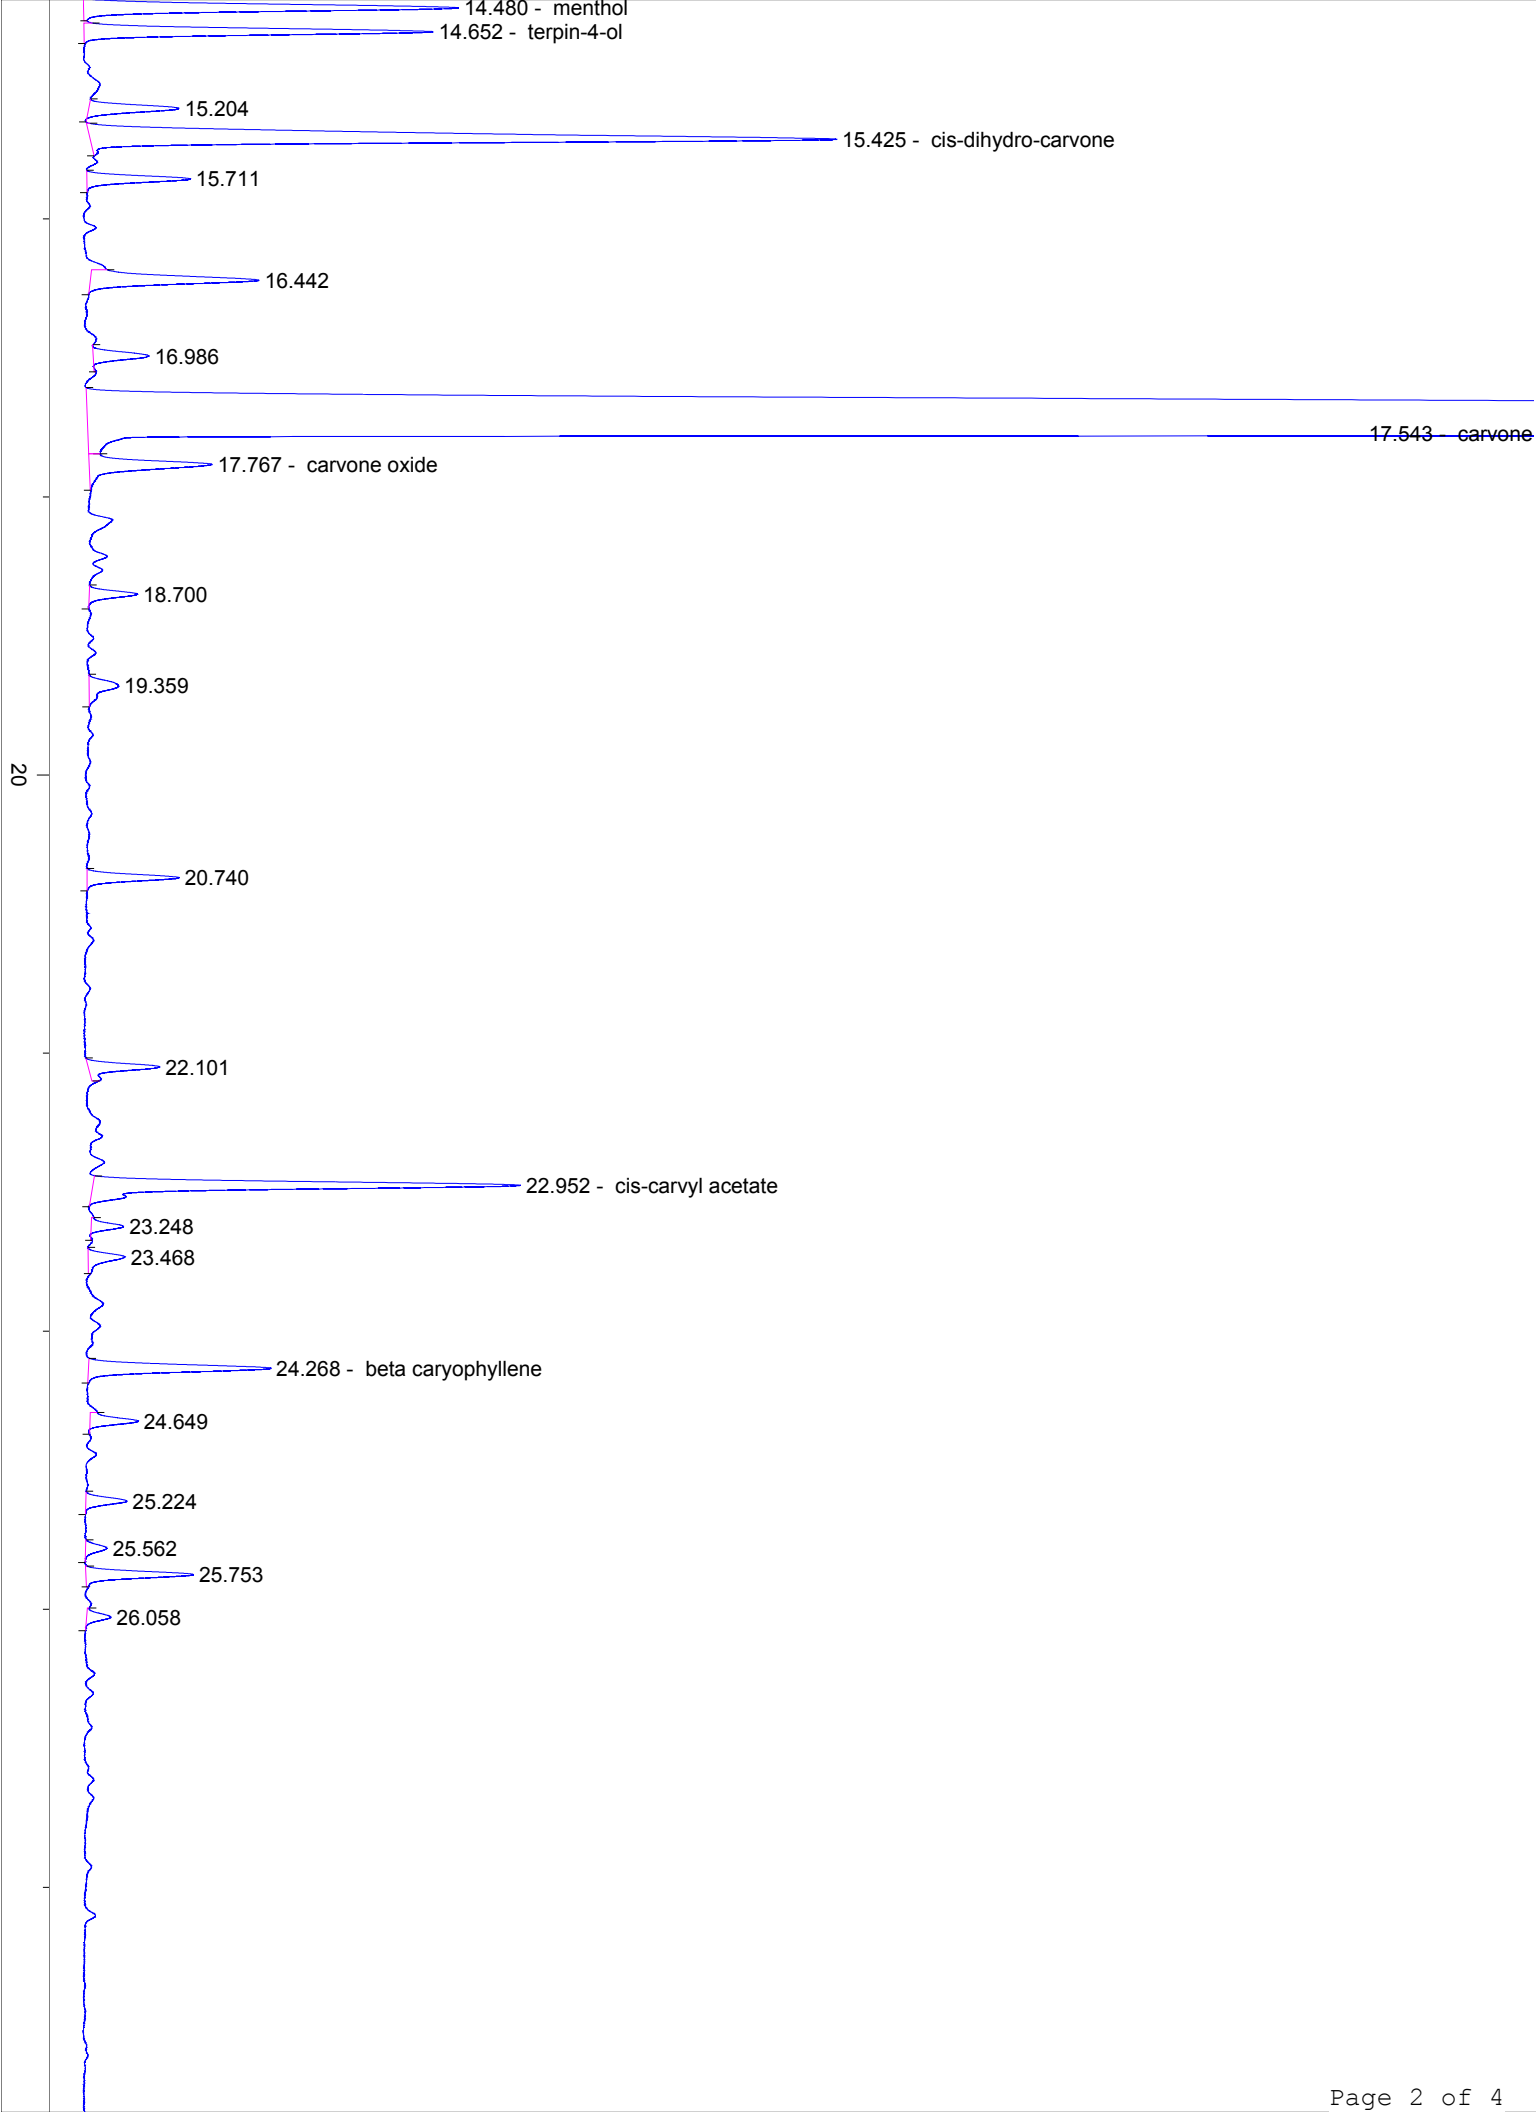 14.480 - menthol
14.652 - terpin-4-ol
15.204
15.425 - cis-dihydro-carvone
15.711
16.442
16.986
17.543 - carvone
17.767 - carvone oxide
18.700
19.359
20
20.740
22.101
22.952 - cis-carvyl acetate
23.248
23.468
24.268 - beta caryophyllene
24.649
25.224
25.562
25.753
26.058
Page 2 of 4